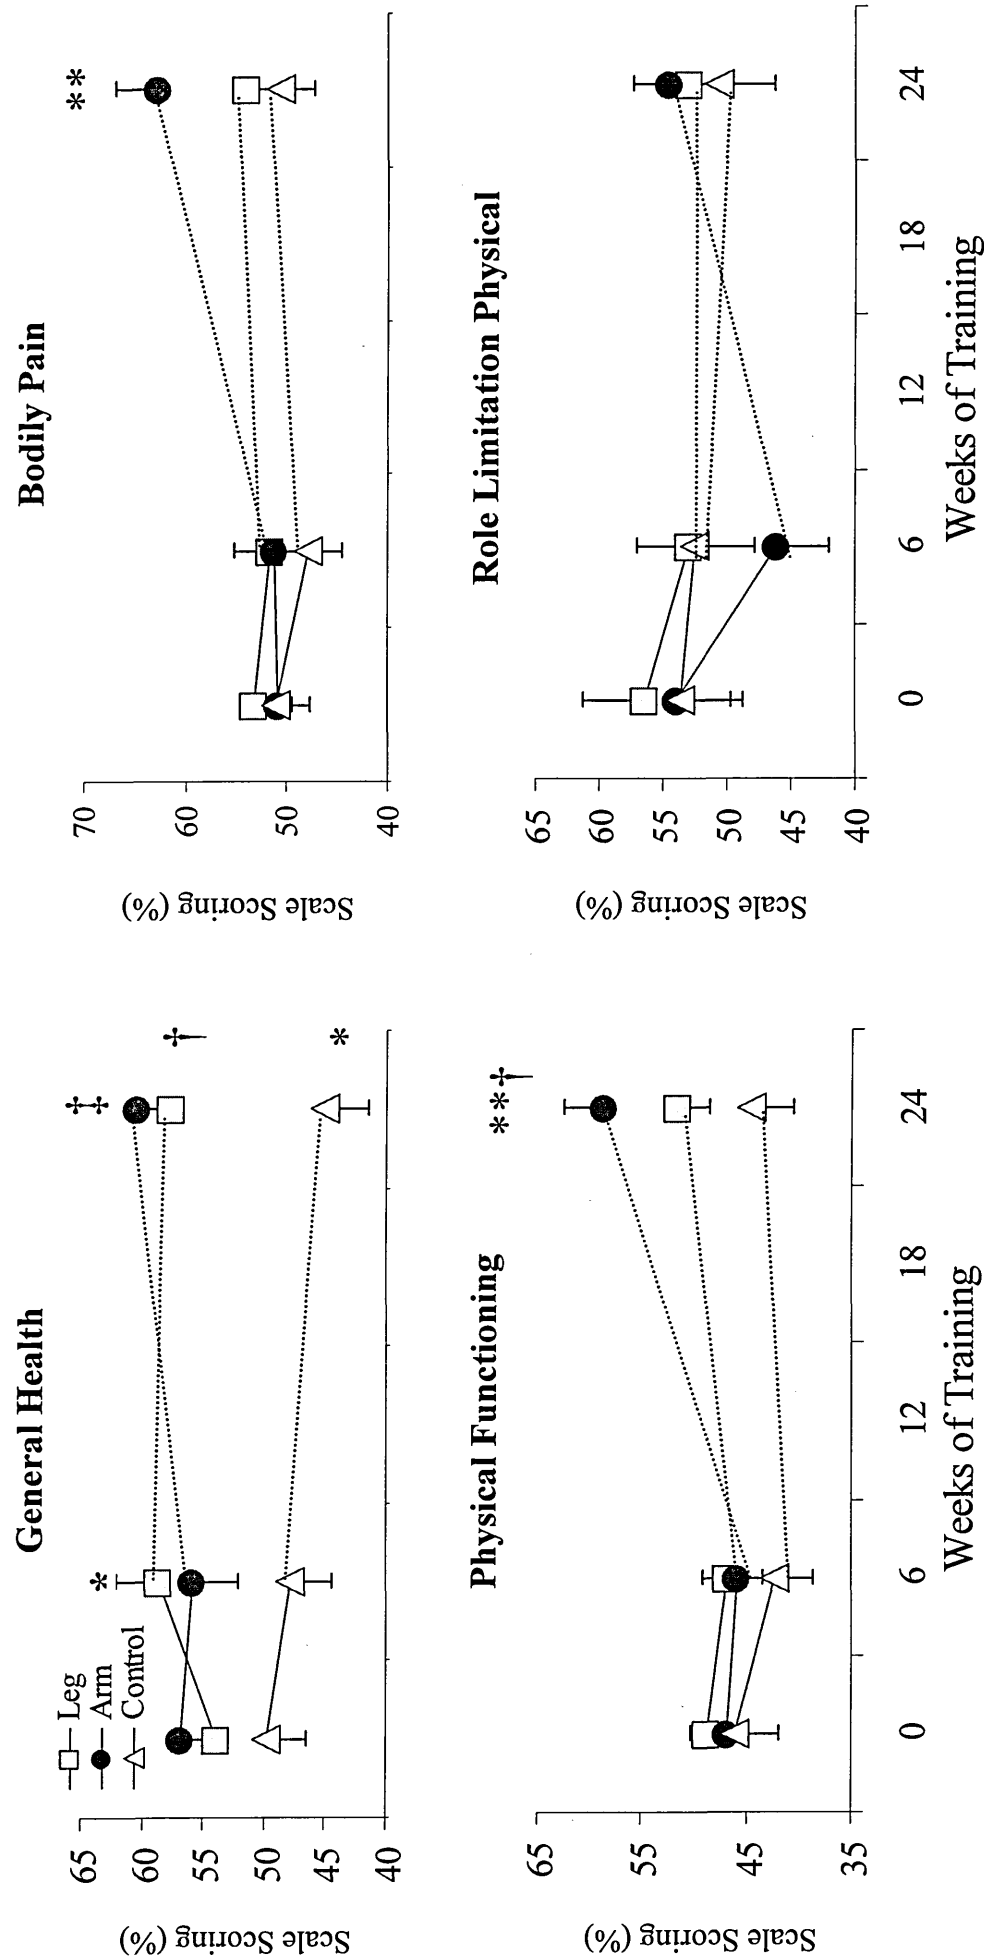 General Health
Leg
Arm
Control
Scale Scoring (%)
65
60
55
50
40
*
‡
†
*
Bodily Pain
Scale Scoring (%)
70
60
50
40
**
Physical Functioning
Scale Scoring (%)
65
55
45
35
**†
0
6
12
18
24
Weeks of Training
Role Limitation Physical
Scale Scoring (%)
65
60
55
50
45
40
0
6
12
18
24
Weeks of Training